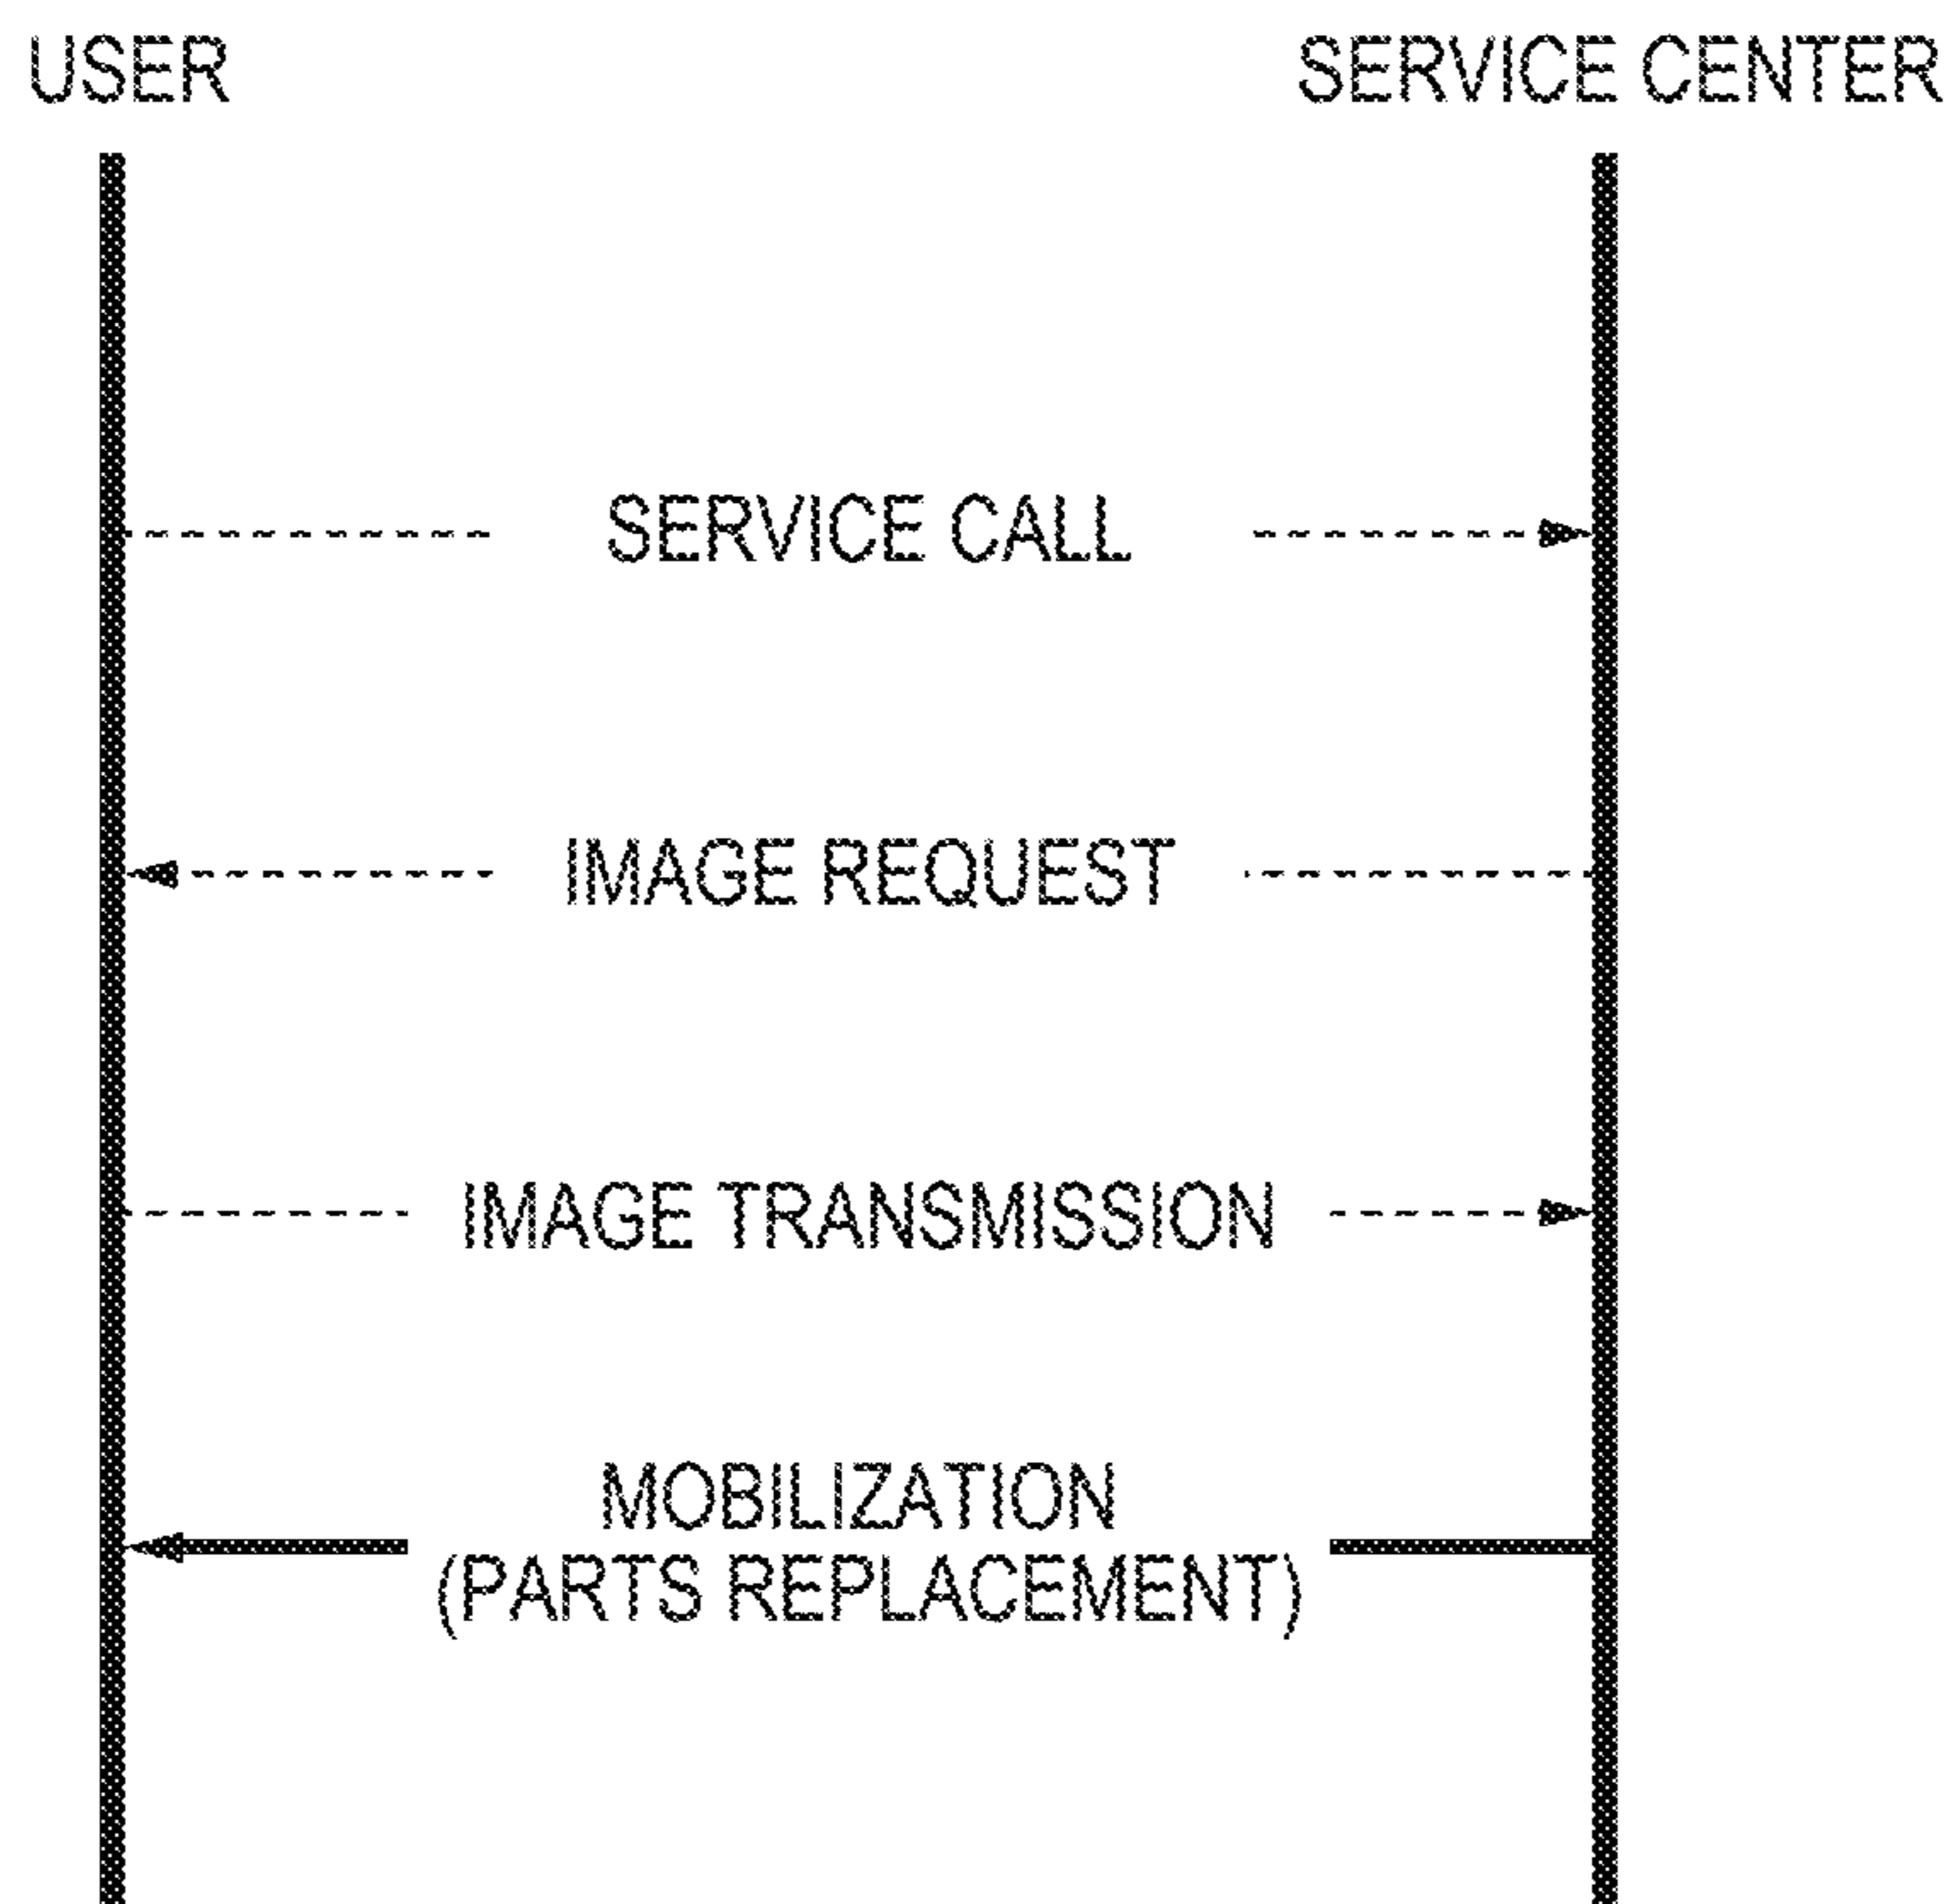 USER
SERVICE CENTER
SERVICE CALL
IMAGE REQUEST
IMAGE TRANSMISSION
MOBILIZATION
(PARTS REPLACEMENT)